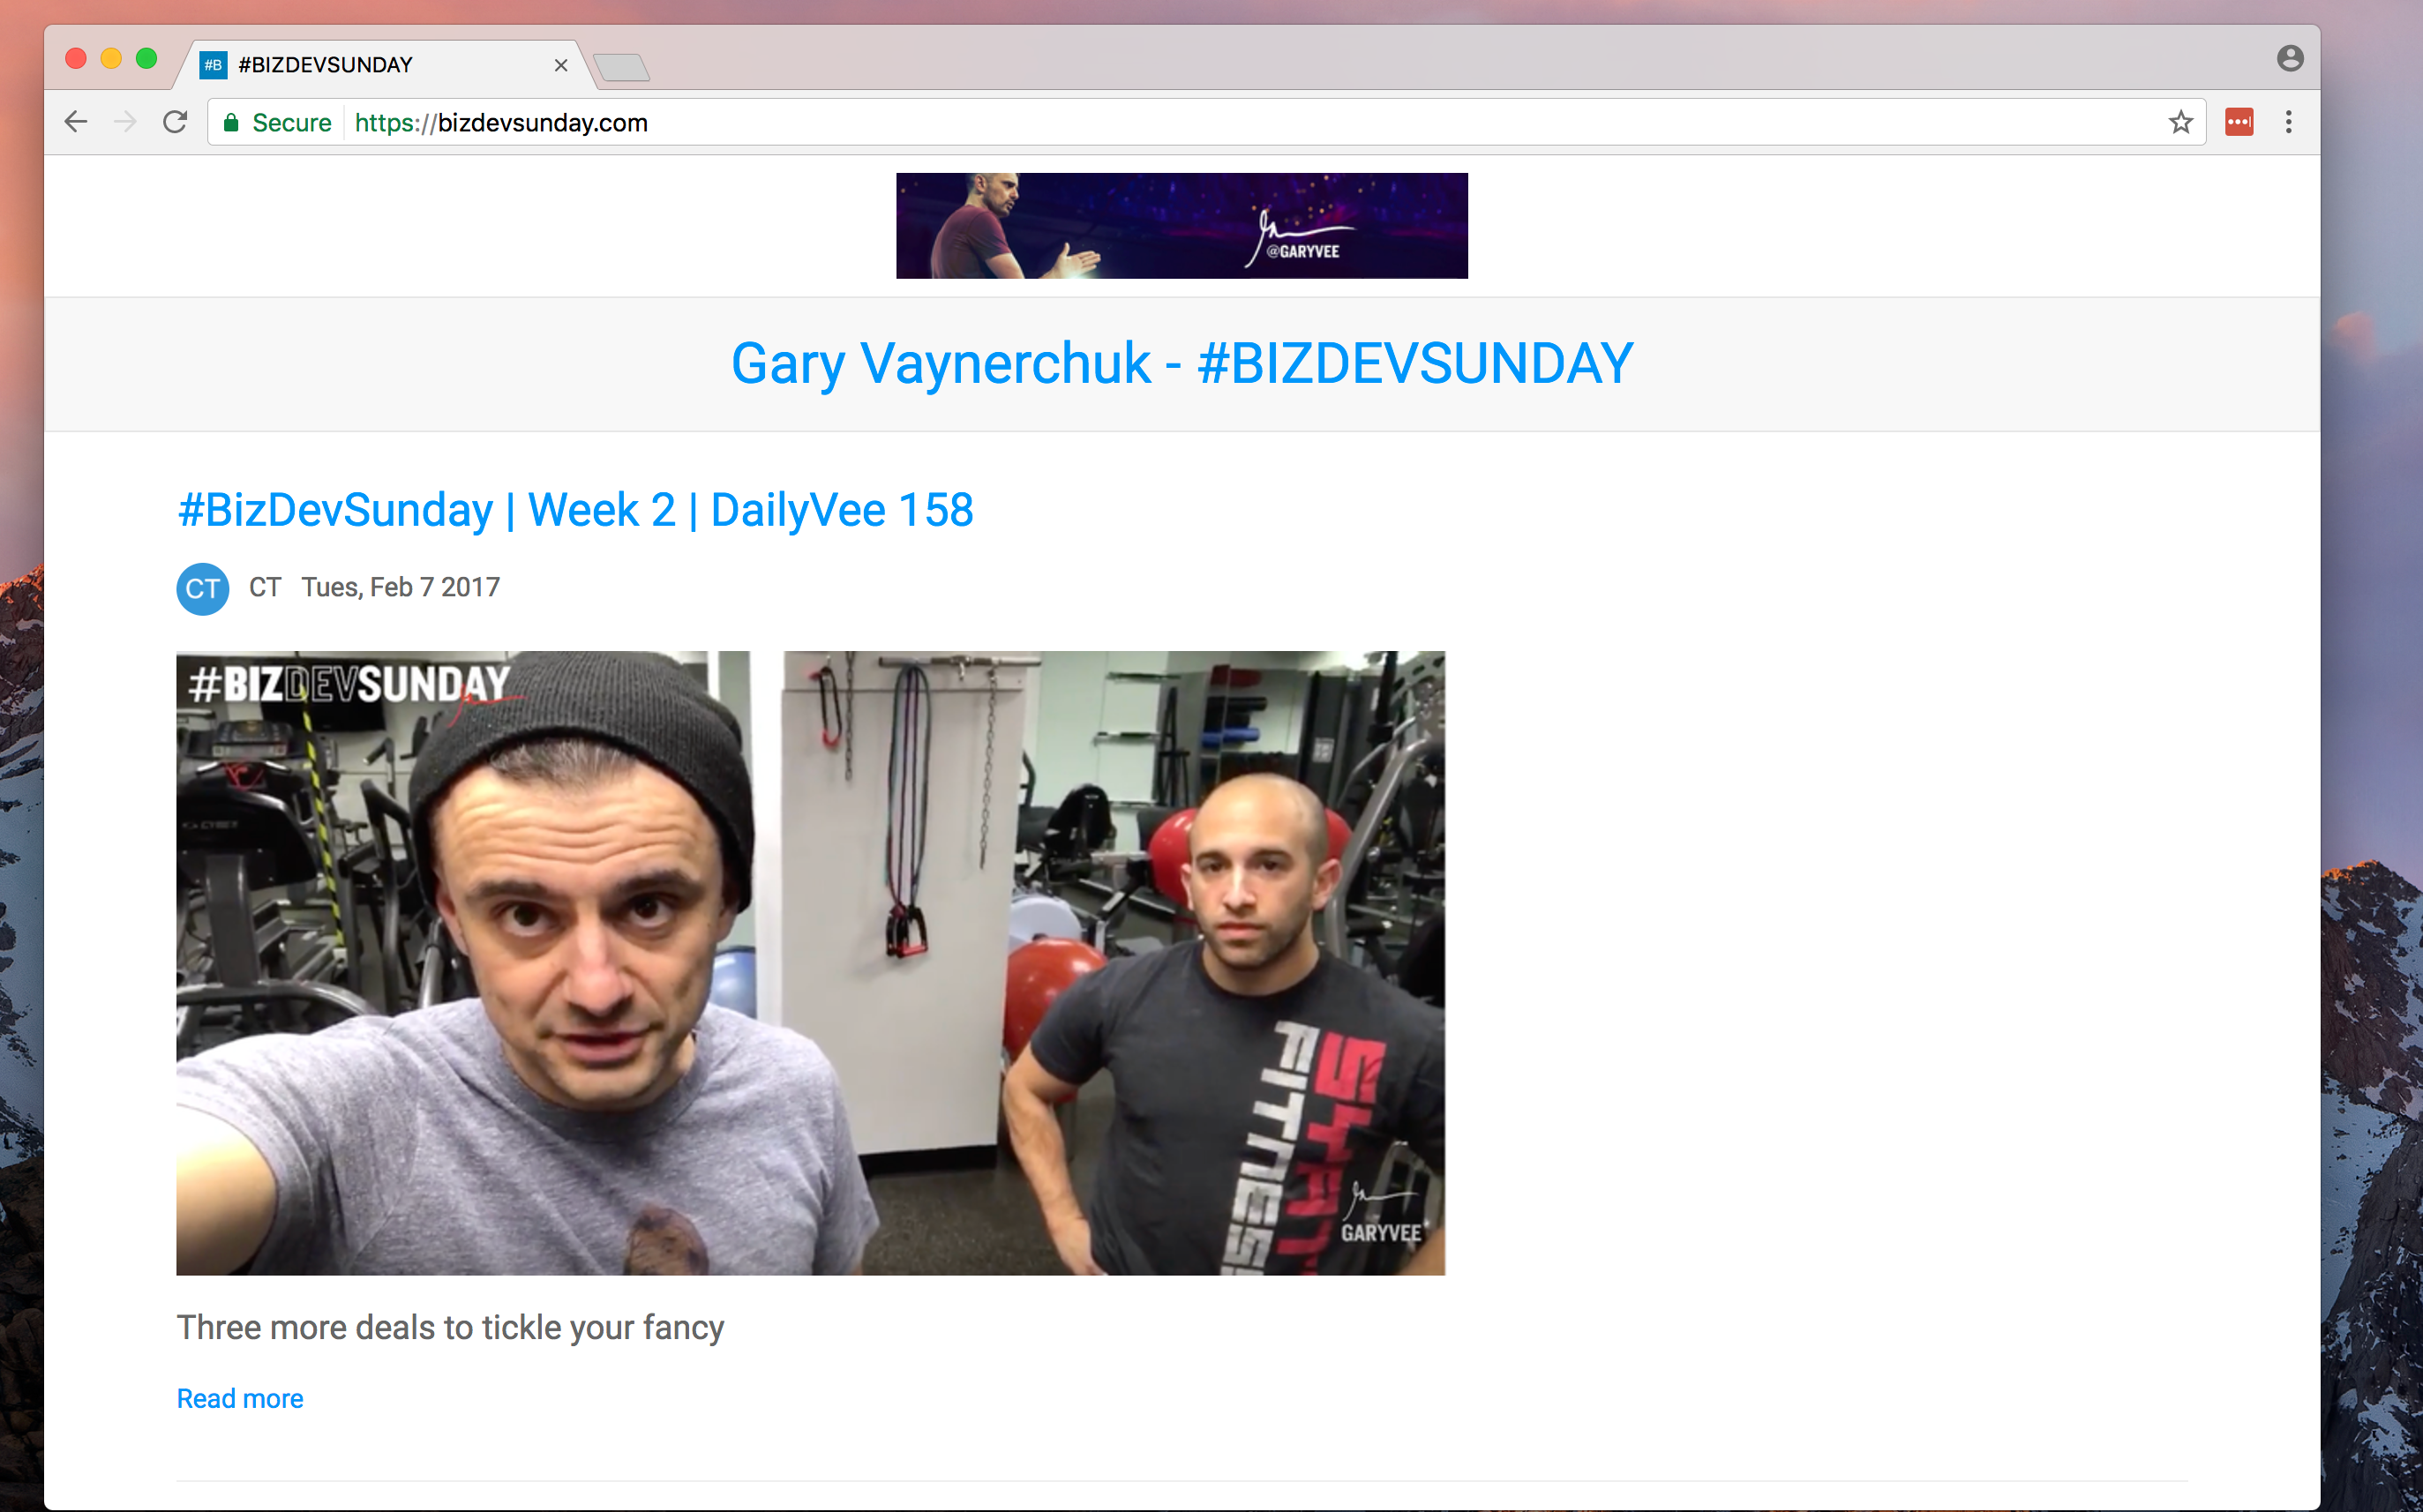 #B #BIZDEVSUNDAY
Secure https://bizdevsunday.com
@GARYVEE
Gary Vaynerchuk - #BIZDEVSUNDAY
#BizDevSunday | Week 2 | DailyVee 158
CT CT Tues, Feb 7 2017
#BIZDEVSUNDAY
SYATT
FITNESS
GARYVEE
Three more deals to tickle your fancy
Read more